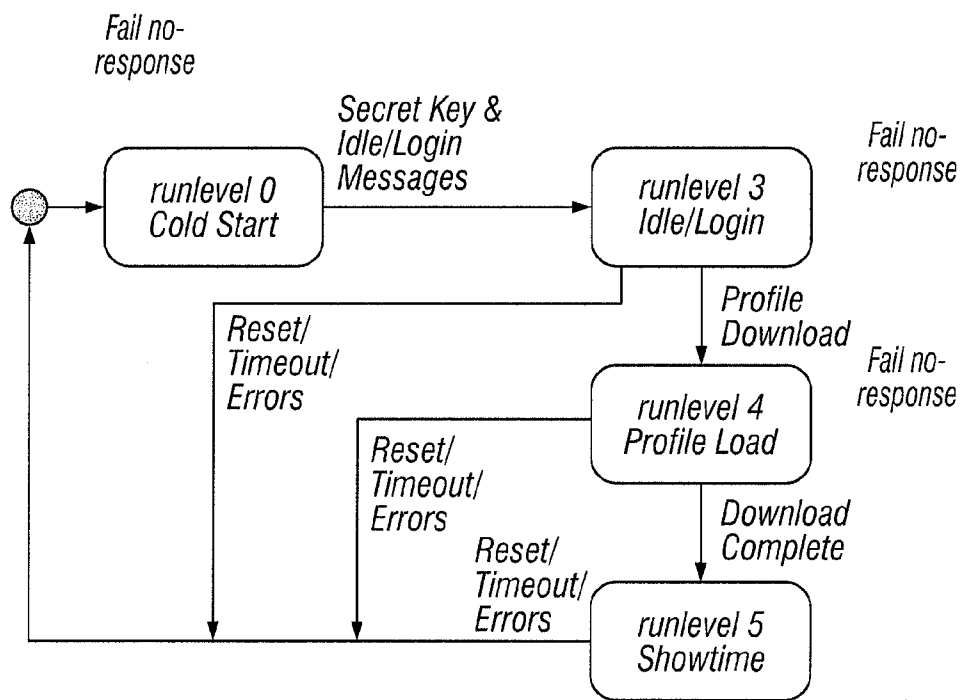 Fail no-
response
Secret Key &
Idle/Login
Messages
Fail no-
response
runlevel 0
Cold Start
runlevel 3
Idle/Login
Profile
Download
Reset/
Timeout/
Errors
Fail no-
response
runlevel 4
Profile Load
Reset/
Timeout/
Errors
Download
Complete
Reset/
Timeout/
Errors
runlevel 5
Showtime